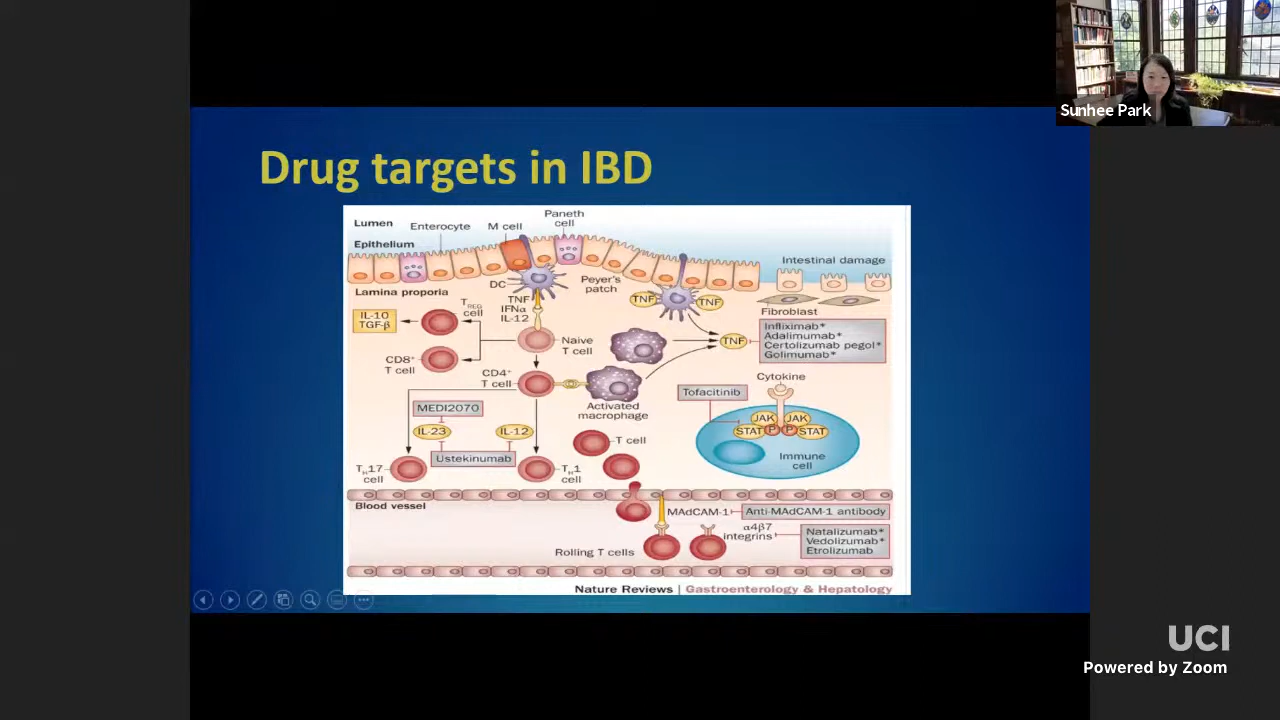 Sunhee Park
Drug targets in IBD
Lumen
Enterocyte
M cell
Paneth
cell
Epithelium
Intestinal damage
DC
Peyer's
patch
Lamina proporia
TNF
IFNα
IL-12
TNF
TNF
Fibroblast
IL-10
TGF-β
TREG
cell
Naive
T cell
TNF
Infliximab*
Adalimumab*
Certolizumab pegol*
Golimumab*
CD8+
T cell
CD4+
T cell
Activated
macrophage
Cytokine
Tofacitinib
MEDI2070
JAK
JAK
STAT
P
P
STAT
IL-23
IL-12
T cell
Ustekinumab
Immune
cell
TH17
cell
TH1
cell
Blood vessel
MAdCAM-1
Anti-MAdCAM-1 antibody
α4β7
integrins
Natalizumab*
Vedolizumab*
Etrolizumab
Rolling T cells
Nature Reviews | Gastroenterology & Hepatology
UCI
Powered by Zoom